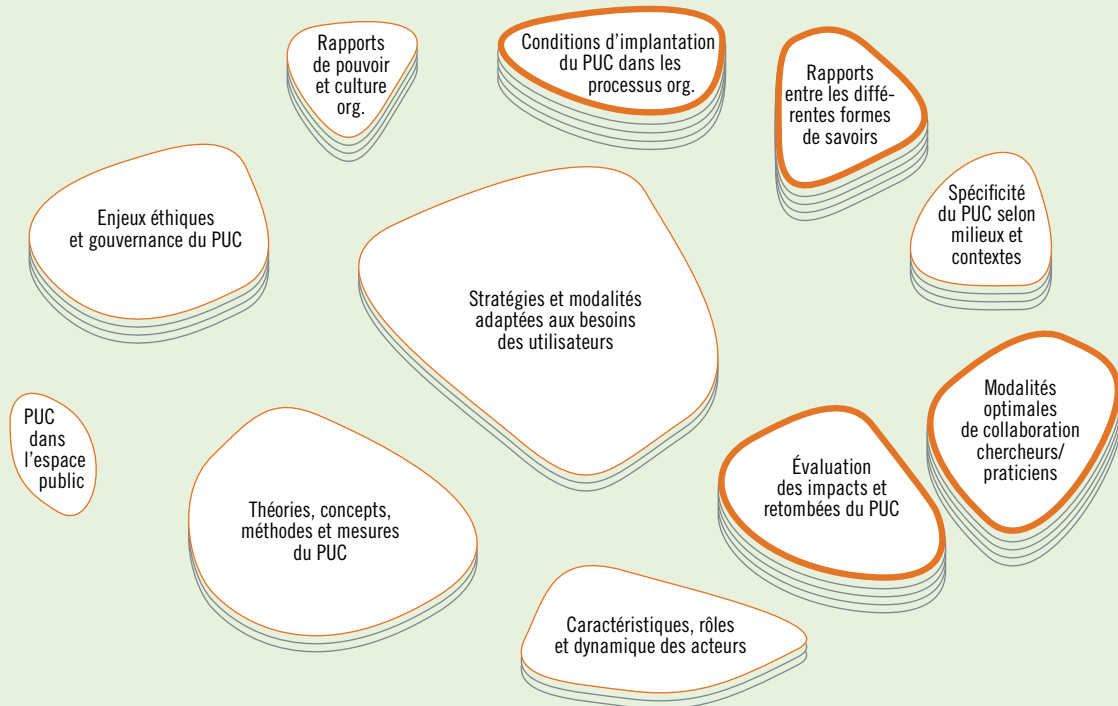 Rapports
de pouvoir
et culture
org.
Conditions d’implantation
du PUC dans les
processus org.
Rapports
entre les diffé-
rentes formes
de savoirs
Enjeux éthiques
et gouvernance du PUC
Spécificité
du PUC selon
milieux et
contextes
Stratégies et modalités
adaptées aux besoins
des utilisateurs
PUC
dans
l’espace
public
Théories, concepts,
méthodes et mesures
du PUC
Évaluation
des impacts et
retombées du PUC
Modalités
optimales
de collaboration
chercheurs/
praticiens
Caractéristiques, rôles
et dynamique des acteurs